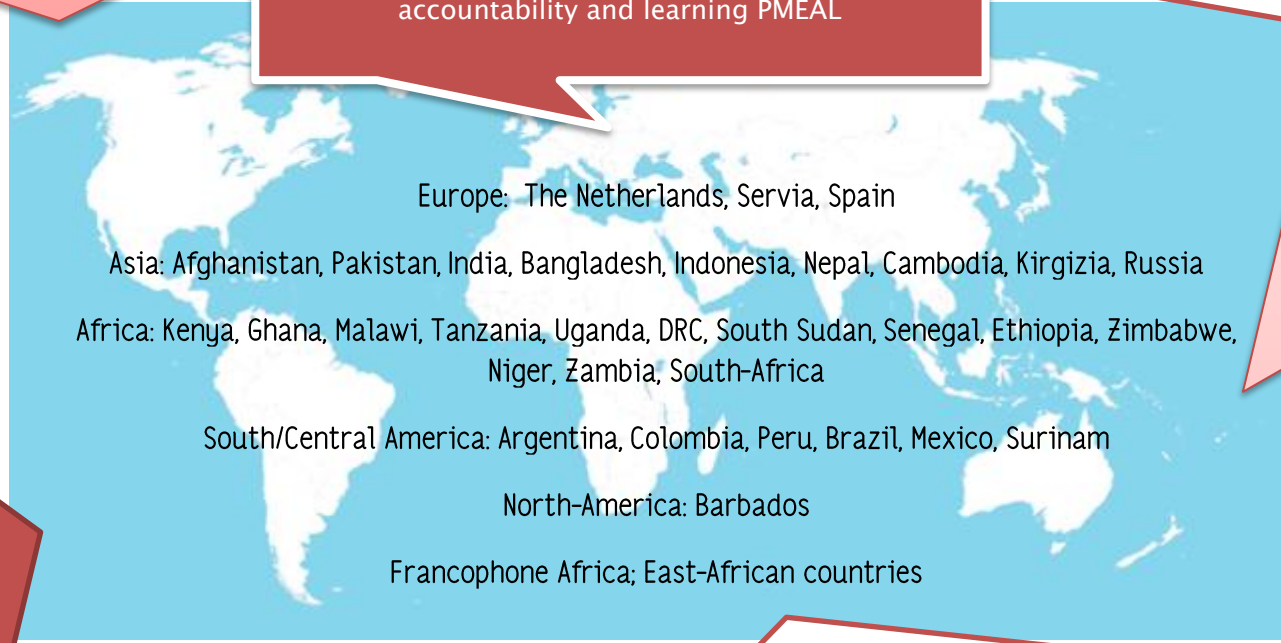 accountability and learning PMEAL
Europe:  The Netherlands, Servia, Spain
Asia: Afghanistan, Pakistan, India, Bangladesh, Indonesia, Nepal, Cambodia, Kirgizia, Russia
Africa: Kenya, Ghana, Malawi, Tanzania, Uganda, DRC, South Sudan, Senegal, Ethiopia, Zimbabwe,
Niger, Zambia, South-Africa
South/Central America: Argentina, Colombia, Peru, Brazil, Mexico, Surinam
North-America: Barbados
Francophone Africa; East-African countries